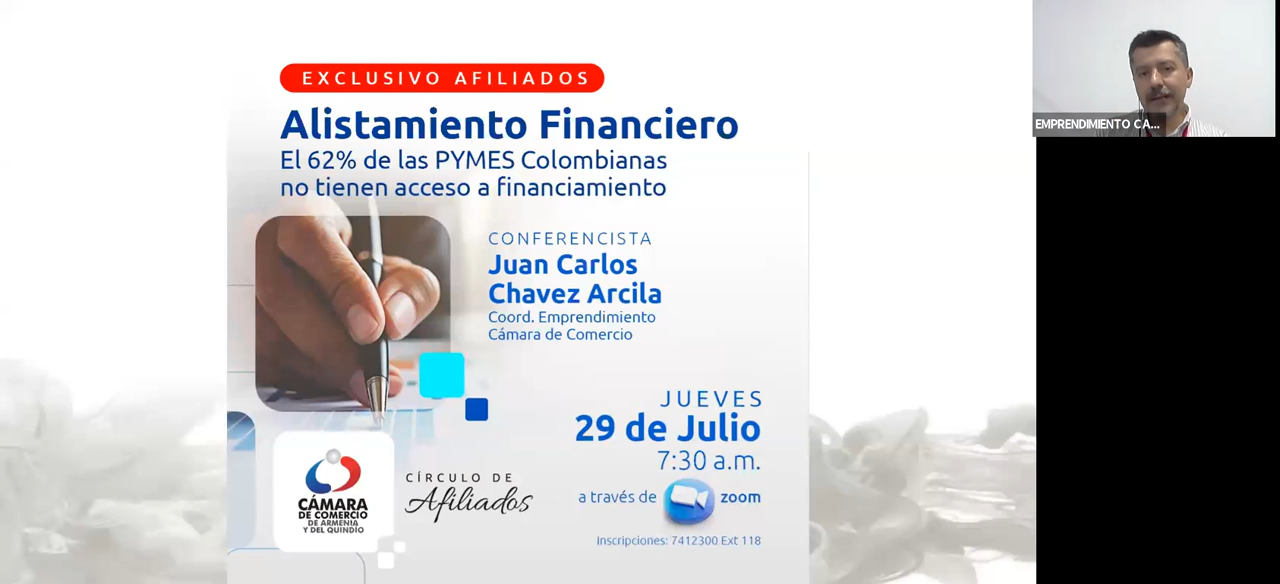 EXCLUSIVO AFILIADOS
Alistamiento Financiero
El 62% de las PYMES Colombianas
no tienen acceso a financiamiento
CONFERENCISTA
Juan Carlos
Chavez Arcila
Coord. Emprendimiento
Cámara de Comercio
JUEVES
29 de Julio
7:30 a.m.
a través de zoom
Inscripciones: 7412300 Ext 118
CÁMARA
DE COMERCIO
DE ARMENIA
Y DEL QUINDÍO
CÍRCULO DE
Afiliados
EMPRENDIMIENTO CA...